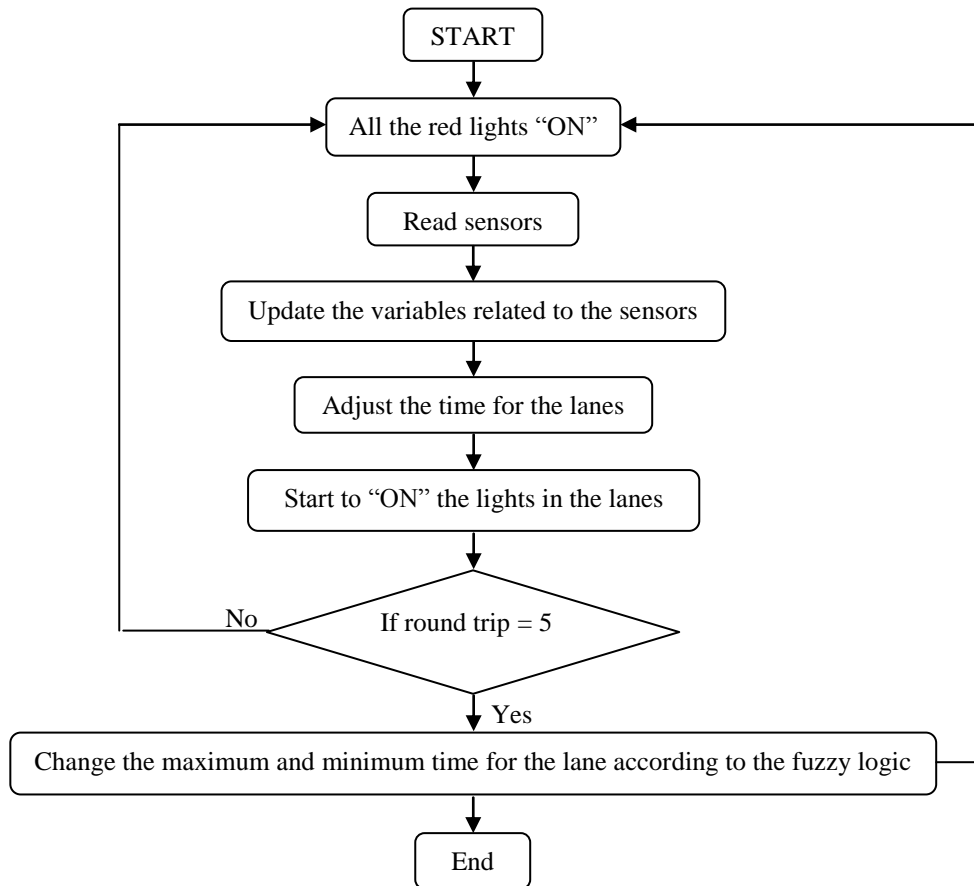 START
All the red lights “ON”
Read sensors
Update the variables related to the sensors
Adjust the time for the lanes
Start to “ON” the lights in the lanes
If round trip = 5
No
Yes
Change the maximum and minimum time for the lane according to the fuzzy logic
End